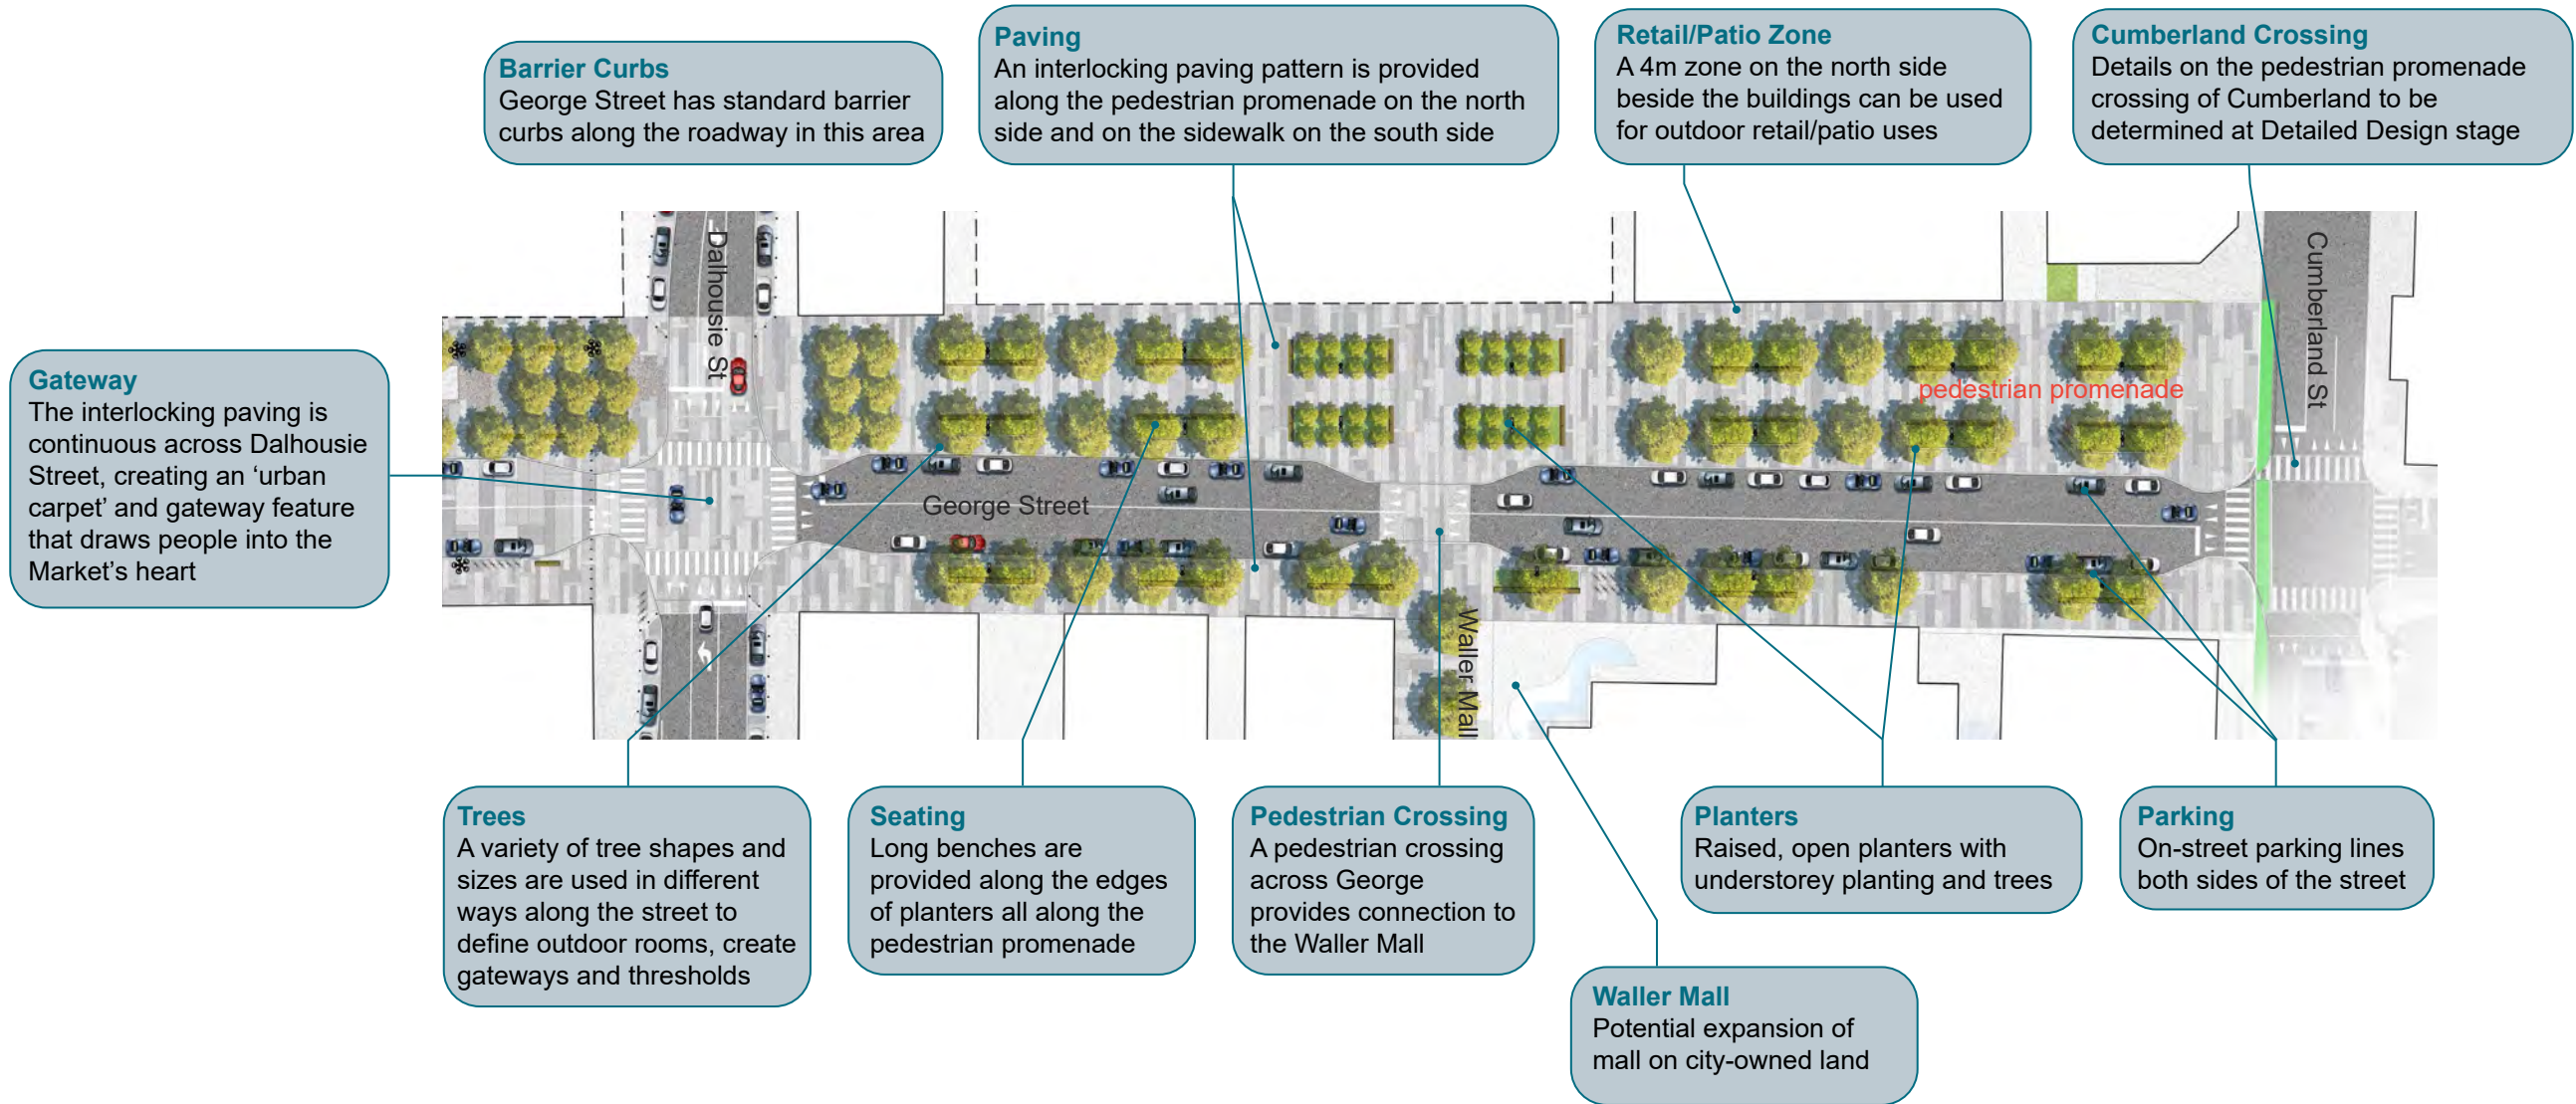 Barrier Curbs
George Street has standard barrier
curbs along the roadway in this area
Paving
An interlocking paving pattern is provided
along the pedestrian promenade on the north
side and on the sidewalk on the south side
Retail/Patio Zone
A 4m zone on the north side
beside the buildings can be used
for outdoor retail/patio uses
Cumberland Crossing
Details on the pedestrian promenade
crossing of Cumberland to be
determined at Detailed Design stage
Gateway
The interlocking paving is
continuous across Dalhousie
Street, creating an ‘urban
carpet’ and gateway feature
that draws people into the
Market’s heart
Dalhousie St
Cumberland St
pedestrian promenade
George Street
Waller Mall
Trees
A variety of tree shapes and
sizes are used in different
ways along the street to
define outdoor rooms, create
gateways and thresholds
Seating
Long benches are
provided along the edges
of planters all along the
pedestrian promenade
Pedestrian Crossing
A pedestrian crossing
across George
provides connection to
the Waller Mall
Planters
Raised, open planters with
understorey planting and trees
Parking
On-street parking lines
both sides of the street
Waller Mall
Potential expansion of
mall on city-owned land